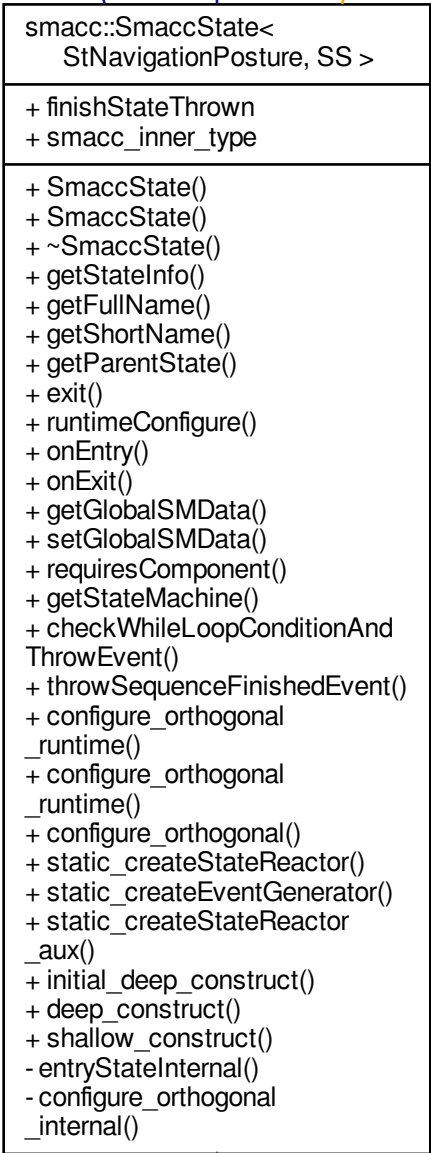 smacc::SmaccState<
StNavigationPosture, SS >
+ finishStateThrown
+ smacc_inner_type
+ SmaccState()
+ SmaccState()
+ ~SmaccState()
+ getStateInfo()
+ getFullName()
+ getShortName()
+ getParentState()
+ exit()
+ runtimeConfigure()
+ onEntry()
+ onExit()
+ getGlobalSMData()
+ setGlobalSMData()
+ requiresComponent()
+ getStateMachine()
+ checkWhileLoopConditionAnd
ThrowEvent()
+ throwSequenceFinishedEvent()
+ configure_orthogonal
_runtime()
+ configure_orthogonal
_runtime()
+ configure_orthogonal()
+ static_createStateReactor()
+ static_createEventGenerator()
+ static_createStateReactor
_aux()
+ initial_deep_construct()
+ deep_construct()
+ shallow_construct()
- entryStateInternal()
- configure_orthogonal
_internal()